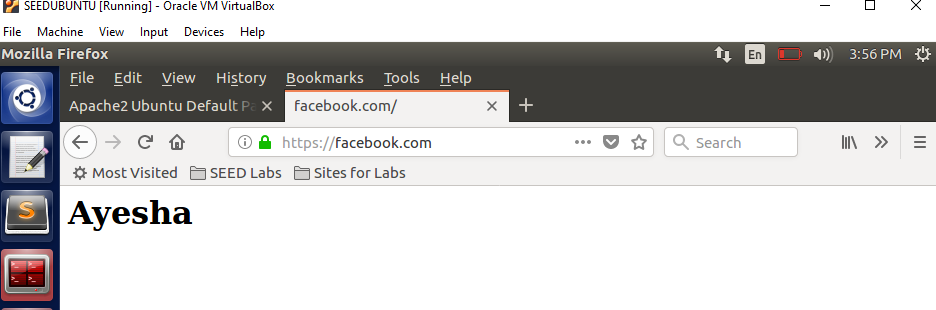 SEEDUBUNTU [Running] - Oracle VM VirtualBox
File Machine View Input Devices Help
Mozilla Firefox En 3:56 PM
File Edit View History Bookmarks Tools Help
Apache2 Ubuntu Default Pa facebook.com/
https://facebook.com Search
Most Visited SEED Labs Sites for Labs
Ayesha